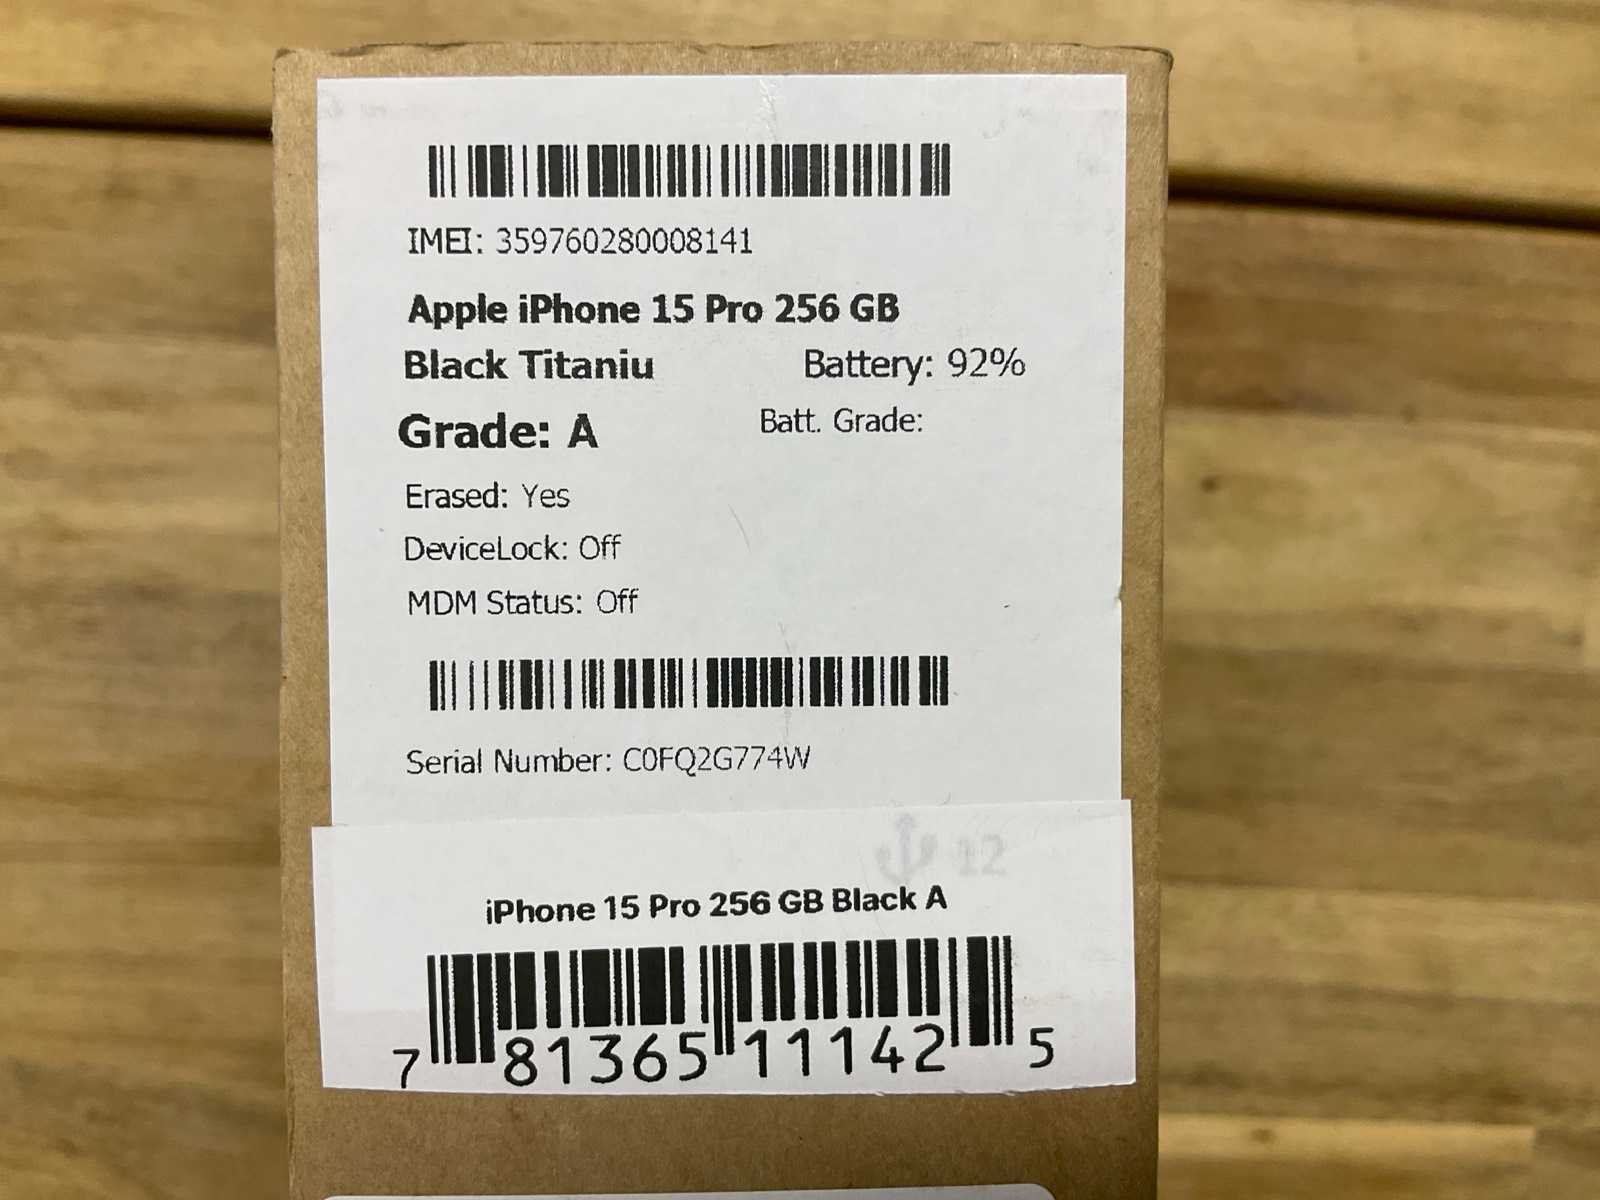 IMEI: 359760280008141
Apple iPhone 15 Pro 256 GB
Black Titaniu Battery: 92%
Grade: A Batt. Grade:
Erased: Yes
DeviceLock: Off
MDM Status: Off
Serial Number: C0FQ2G774W
12
iPhone 15 Pro 256 GB Black A
7 81365 11142 5